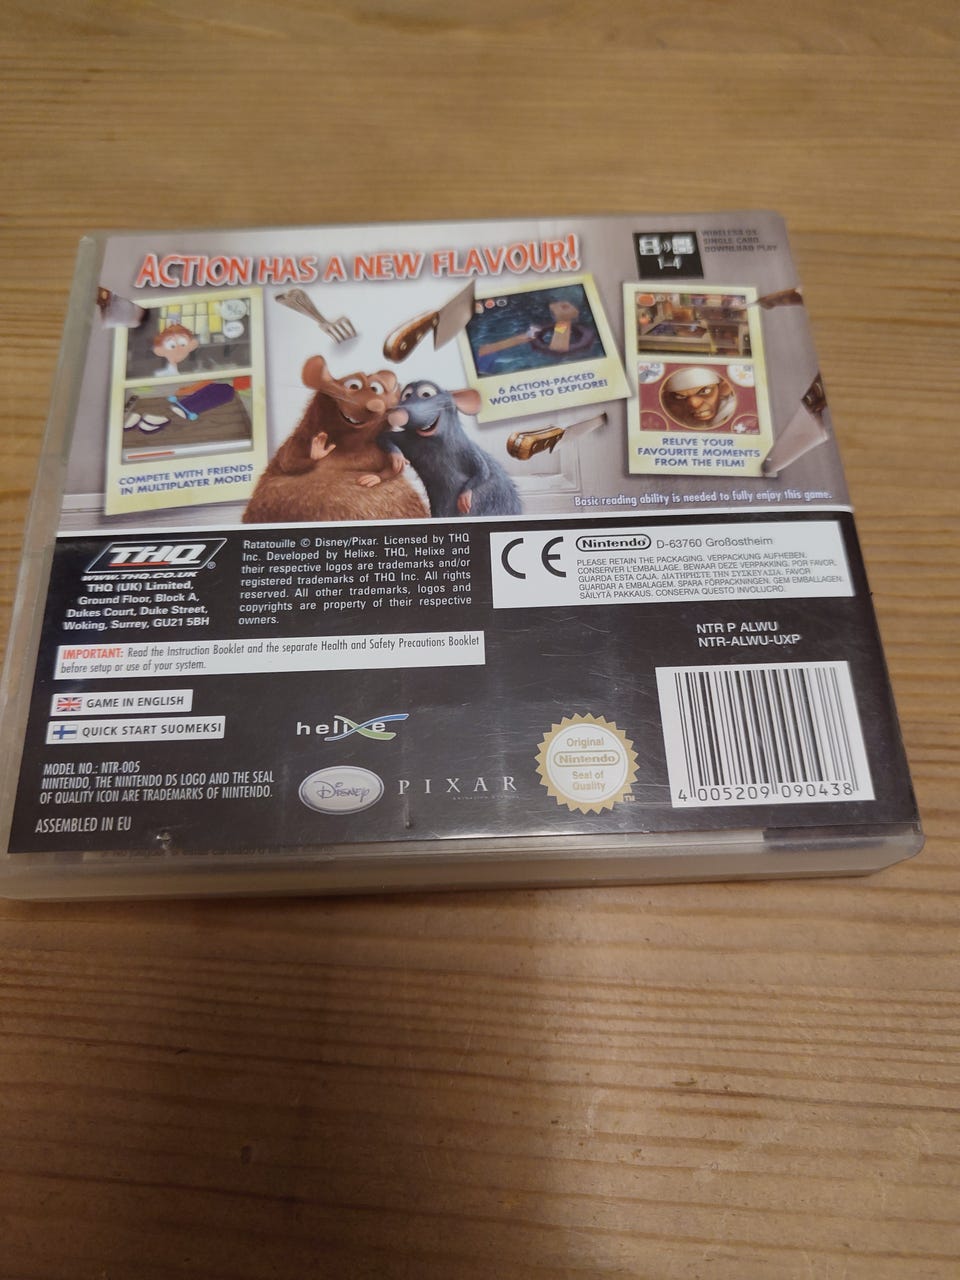 ACTION HAS A NEW FLAVOUR!
WIRELESS DS
SINGLE-CARD
DOWNLOAD PLAY
COMPETE WITH FRIENDS
IN MULTIPLAYER MODE!
6 ACTION-PACKED
WORLDS TO EXPLORE!
RELIVE YOUR
FAVOURITE MOMENTS
FROM THE FILM!
Basic reading ability is needed to fully enjoy this game.
THQ®
WWW.THQ.CO.UK
THQ (UK) Limited,
Ground Floor, Block A,
Dukes Court, Duke Street,
Woking, Surrey, GU21 5BH
Ratatouille © Disney/Pixar. Licensed by THQ
Inc. Developed by Helixe. THQ, Helixe and
their respective logos are trademarks and/or
registered trademarks of THQ Inc. All rights
reserved. All other trademarks, logos and
copyrights are property of their respective
owners.
CE
Nintendo D-63760 Großostheim
PLEASE RETAIN THE PACKAGING. VERPACKUNG AUFHEBEN.
CONSERVER L'EMBALLAGE. BEWAAR DEZE VERPAKKING. POR FAVOR,
GUARDA ESTA CAJA. ΔΙΑΤΗΡΗΣΤΕ ΤΗΝ ΣΥΣΚΕΥΑΣΙΑ. FAVOR
GUARDAR A EMBALAGEM. SPARA FÖRPACKNINGEN. GEM EMBALLAGEN.
SÄILYTÄ PAKKAUS. CONSERVA QUESTO INVOLUCRO.
NTR P ALWU
NTR-ALWU-UXP
IMPORTANT: Read the Instruction Booklet and the separate Health and Safety Precautions Booklet
before setup or use of your system.
GAME IN ENGLISH
QUICK START SUOMEKSI
MODEL NO.: NTR-005
NINTENDO, THE NINTENDO DS LOGO AND THE SEAL
OF QUALITY ICON ARE TRADEMARKS OF NINTENDO.
ASSEMBLED IN EU
helixe
Disney PIXAR
Original
Nintendo
Seal of
Quality
TM
4 005209 090438